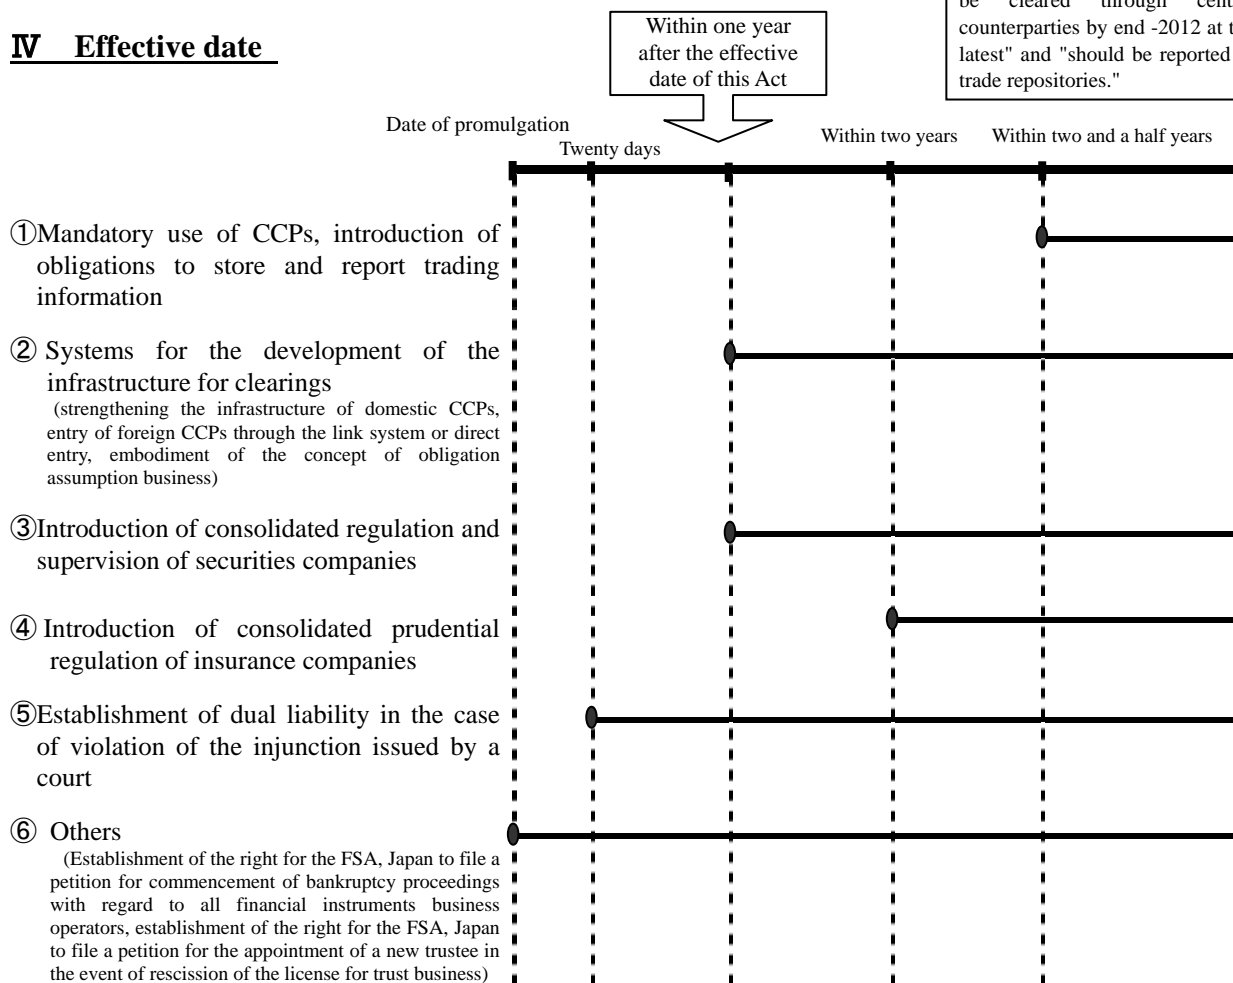 be cleared through
counterparties by end -2012 at
latest" and "should be reported
trade repositories."
Ⅳ Effective date
Within one year
after the effective
date of this Act
Date of promulgation
Twenty days
Within two years
Within two and a half years
①Mandatory use of CCPs, introduction of
obligations to store and report trading
information
② Systems for the development of the
infrastructure for clearings
(strengthening the infrastructure of domestic CCPs,
entry of foreign CCPs through the link system or direct
entry, embodiment of the concept of obligation
assumption business)
③Introduction of consolidated regulation and
supervision of securities companies
④ Introduction of consolidated prudential
regulation of insurance companies
⑤Establishment of dual liability in the case
of violation of the injunction issued by a
court
⑥ Others
(Establishment of the right for the FSA, Japan to file a
petition for commencement of bankruptcy proceedings
with regard to all financial instruments business
operators, establishment of the right for the FSA, Japan
to file a petition for the appointment of a new trustee in
the event of rescission of the license for trust business)